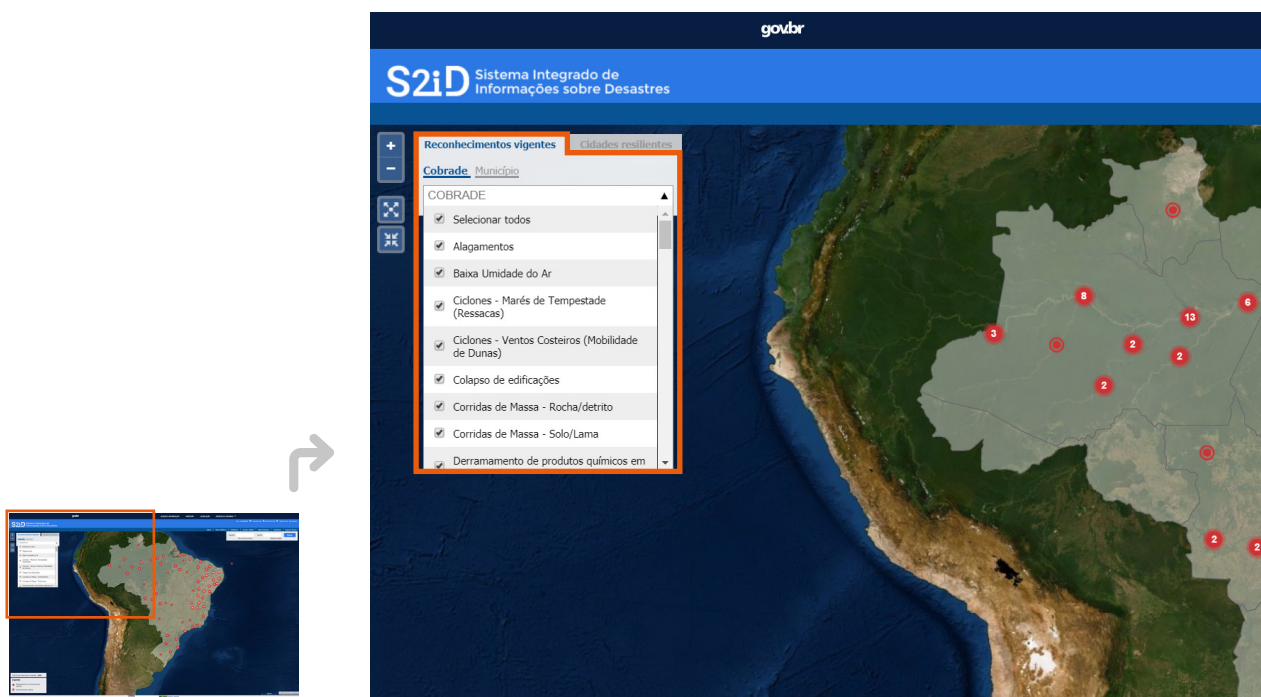 gov.br
S2iD Sistema Integrado de
Informações sobre Desastres
+
−
Reconhecimentos vigentes Cidades resilientes
Cobrade Município
COBRADE ▲
Selecionar todos
Alagamentos
Baixa Umidade do Ar
Ciclones - Marés de Tempestade
(Ressacas)
Ciclones - Ventos Costeiros (Mobilidade
de Dunas)
Colapso de edificações
Corridas de Massa - Rocha/detrito
Corridas de Massa - Solo/Lama
Derramamento de produtos químicos em
8
6
13
3
2
2
2
2
2